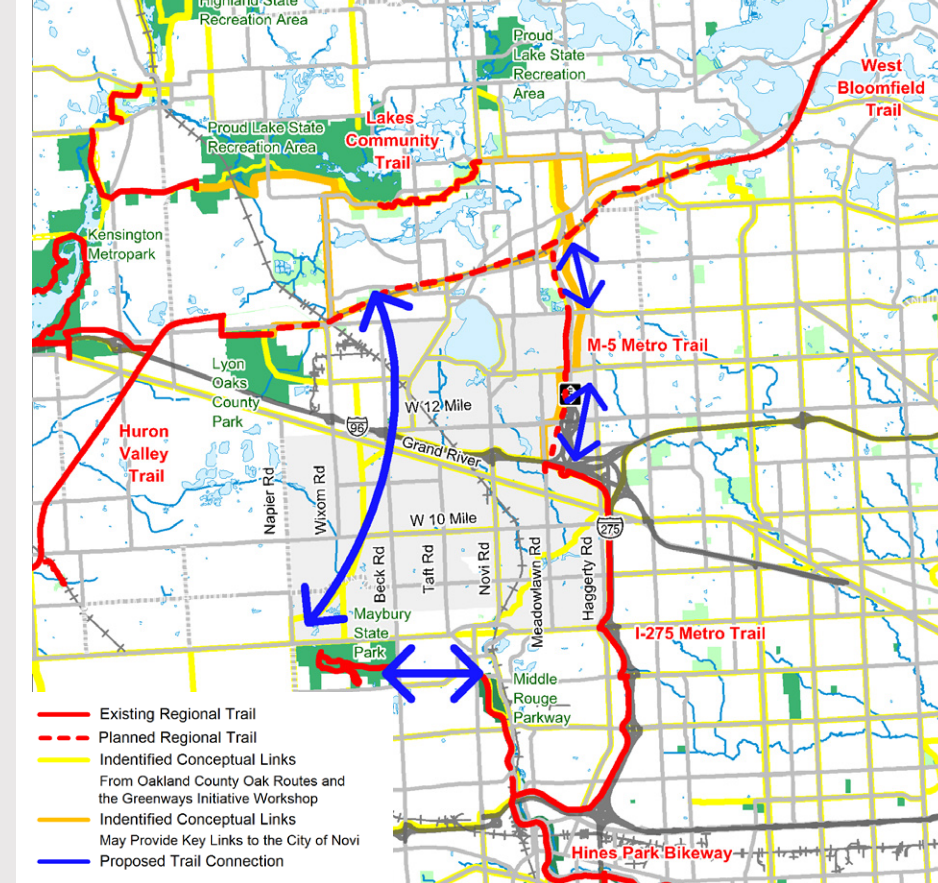 Highland State
Recreation Area
Proud
Lake State
Recreation
Area
West
Bloomfield
Trail
Lakes
Community
Trail
Proud Lake State
Recreation Area
Kensington
Metropark
M-5 Metro Trail
Lyon
Oaks
County
Park
W 12 Mile
96
Grand River
Huron
Valley
Trail
Napier Rd
Wixom Rd
W 10 Mile
275
Beck Rd
Taft Rd
Novi Rd
Meadowlawn Rd
Haggerty Rd
Maybury
State
Park
I-275 Metro Trail
Middle
Rouge
Parkway
Hines Park Bikeway
Existing Regional Trail
Planned Regional Trail
Indentified Conceptual Links
From Oakland County Oak Routes and
the Greenways Initiative Workshop
Indentified Conceptual Links
May Provide Key Links to the City of Novi
Proposed Trail Connection